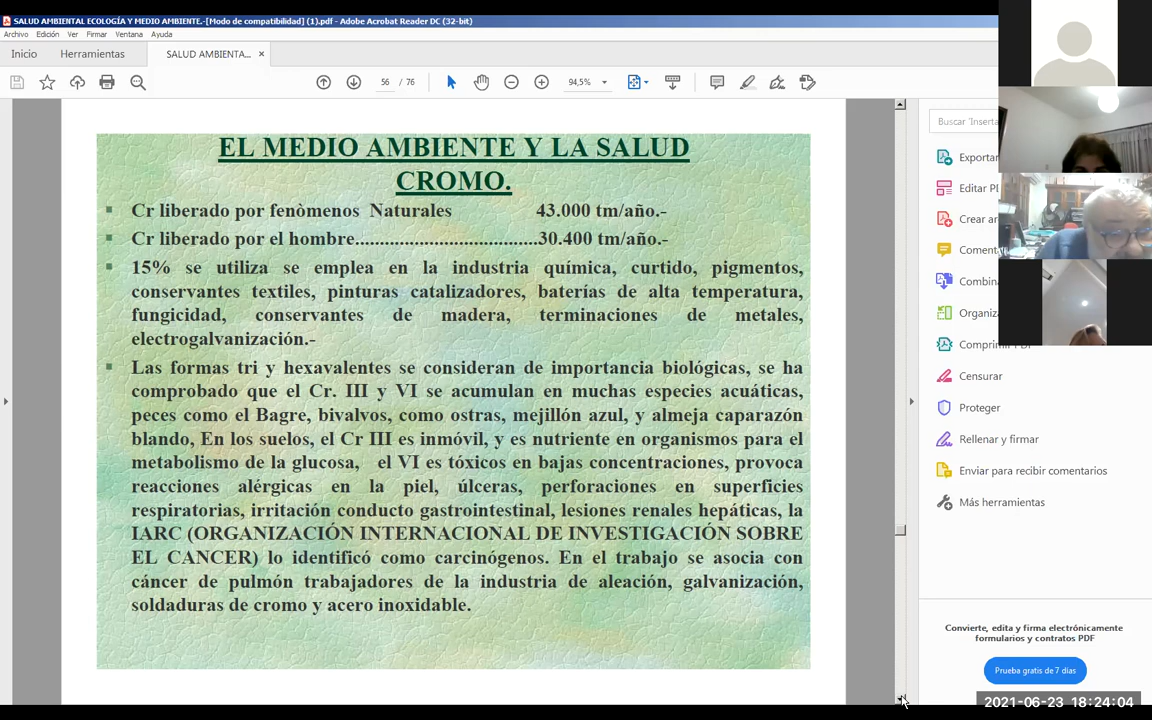 SALUD AMBIENTAL ECOLOGÍA Y MEDIO AMBIENTE.-[Modo de compatibilidad] (1).pdf - Adobe Acrobat Reader DC (32-bit)
Archivo Edición Ver Firmar Ventana Ayuda
Inicio Herramientas SALUD AMBIENTA... ×
56 / 76 94,5%
EL MEDIO AMBIENTE Y LA SALUD
CROMO.
Cr liberado por fenòmenos Naturales 43.000 tm/año.-
Cr liberado por el hombre.....................................30.400 tm/año.-
15% se utiliza se emplea en la industria química, curtido, pigmentos,
conservantes textiles, pinturas catalizadores, baterías de alta temperatura,
fungicidad, conservantes de madera, terminaciones de metales,
electrogalvanización.-
Las formas tri y hexavalentes se consideran de importancia biológicas, se ha
comprobado que el Cr. III y VI se acumulan en muchas especies acuáticas,
peces como el Bagre, bivalvos, como ostras, mejillón azul, y almeja caparazón
blando, En los suelos, el Cr III es inmóvil, y es nutriente en organismos para el
metabolismo de la glucosa, el VI es tóxicos en bajas concentraciones, provoca
reacciones alérgicas en la piel, úlceras, perforaciones en superficies
respiratorias, irritación conducto gastrointestinal, lesiones renales hepáticas, la
IARC (ORGANIZACIÓN INTERNACIONAL DE INVESTIGACIÓN SOBRE
EL CANCER) lo identificó como carcinógenos. En el trabajo se asocia con
cáncer de pulmón trabajadores de la industria de aleación, galvanización,
soldaduras de cromo y acero inoxidable.
Buscar 'Inserta
Exportar
Editar PD
Crear ar
Coment
Combina
Organiz
Comprimir PDF
Censurar
Proteger
Rellenar y firmar
Enviar para recibir comentarios
Más herramientas
Convierte, edita y firma electrónicamente
formularios y contratos PDF
Prueba gratis de 7 días
2021-06-23 18:24:04